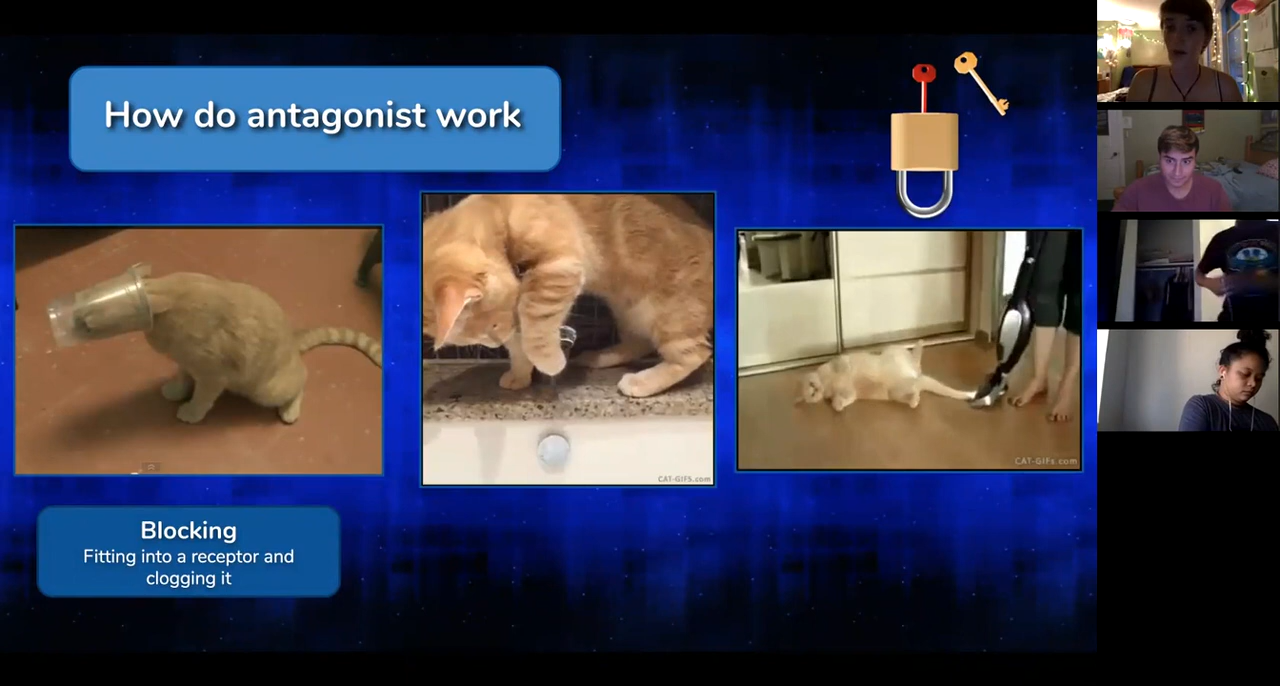 How do antagonist work
CAT-GIFS.com
CAT-GIFS.com
Blocking
Fitting into a receptor and
clogging it